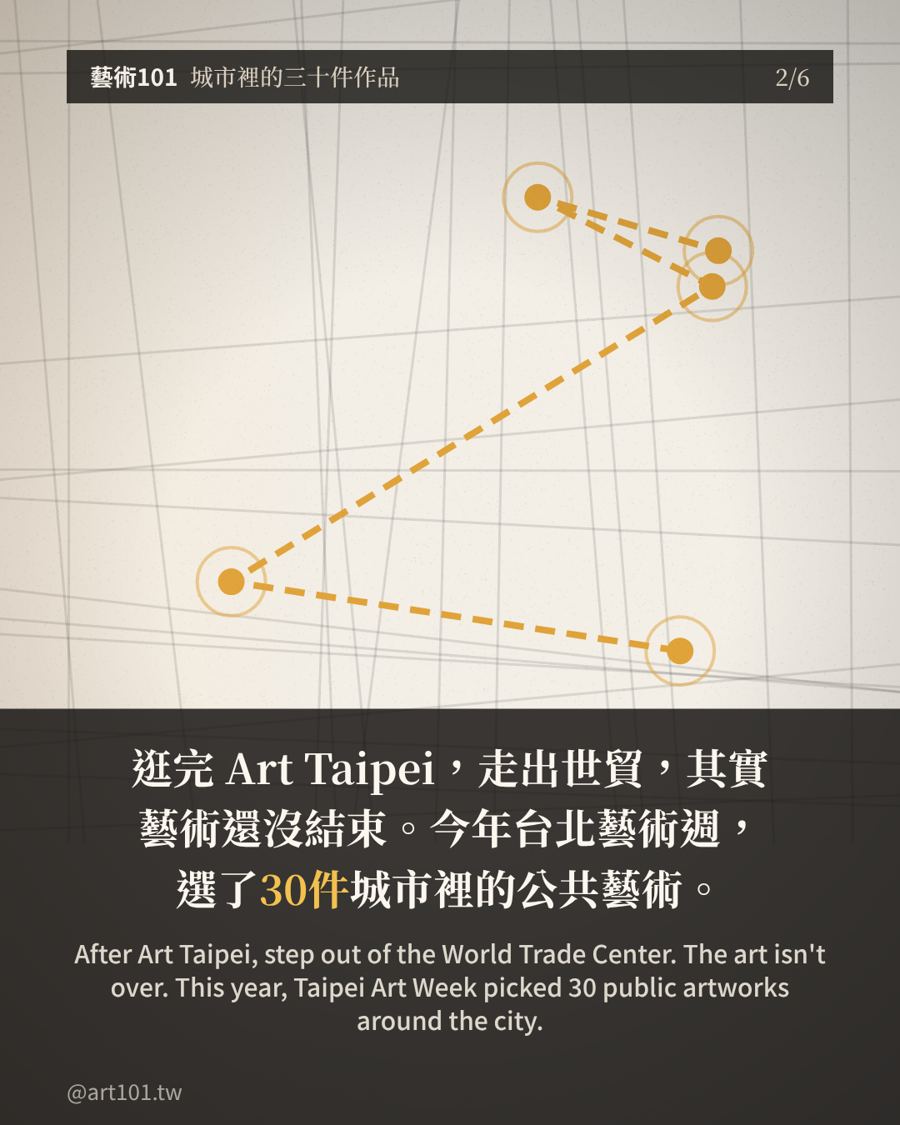 藝術101 城市裡的三十件作品 2/6
逛完 Art Taipei，走出世貿，其實
藝術還沒結束。今年台北藝術週，
選了30件城市裡的公共藝術。
After Art Taipei, step out of the World Trade Center. The art isn't
over. This year, Taipei Art Week picked 30 public artworks
around the city.
@art101.tw